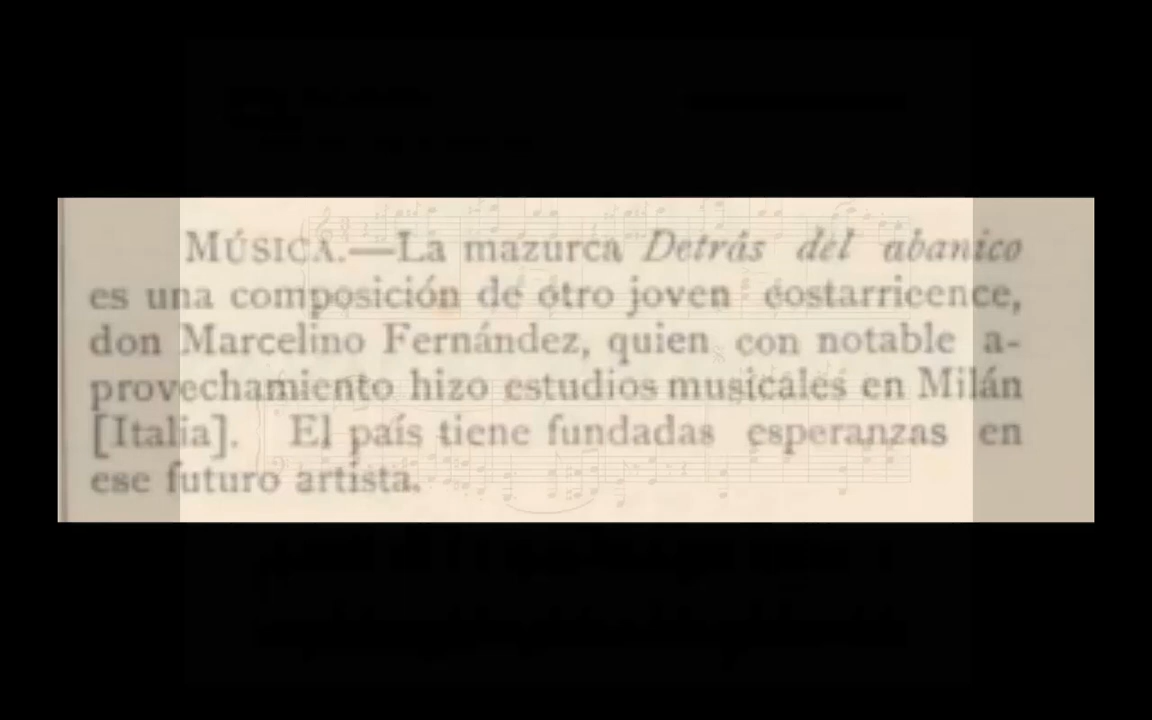 MÚSICA.—La mazurca Detrás del abanico
es una composición de otro joven costarricence,
don Marcelino Fernández, quien con notable a-
provechamiento hizo estudios musicales en Milán
[Italia]. El país tiene fundadas esperanzas en
ese futuro artista.